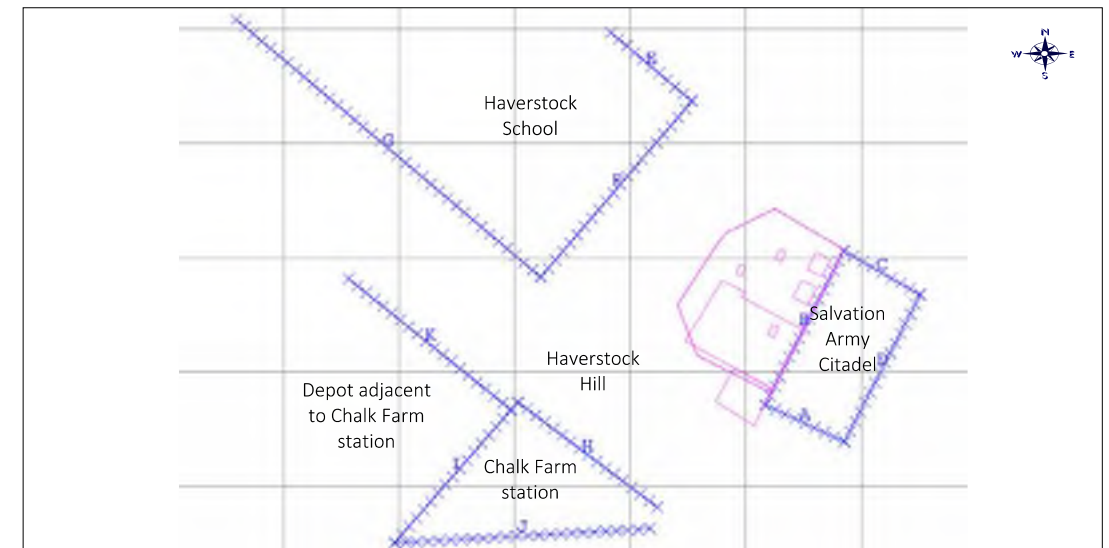 N
W
E
S
E
Haverstock
School
G
F
C
Salvation
B
Army
Citadel
D
K
Haverstock
Hill
Depot adjacent
to Chalk Farm
station
A
H
I
Chalk Farm
station
J